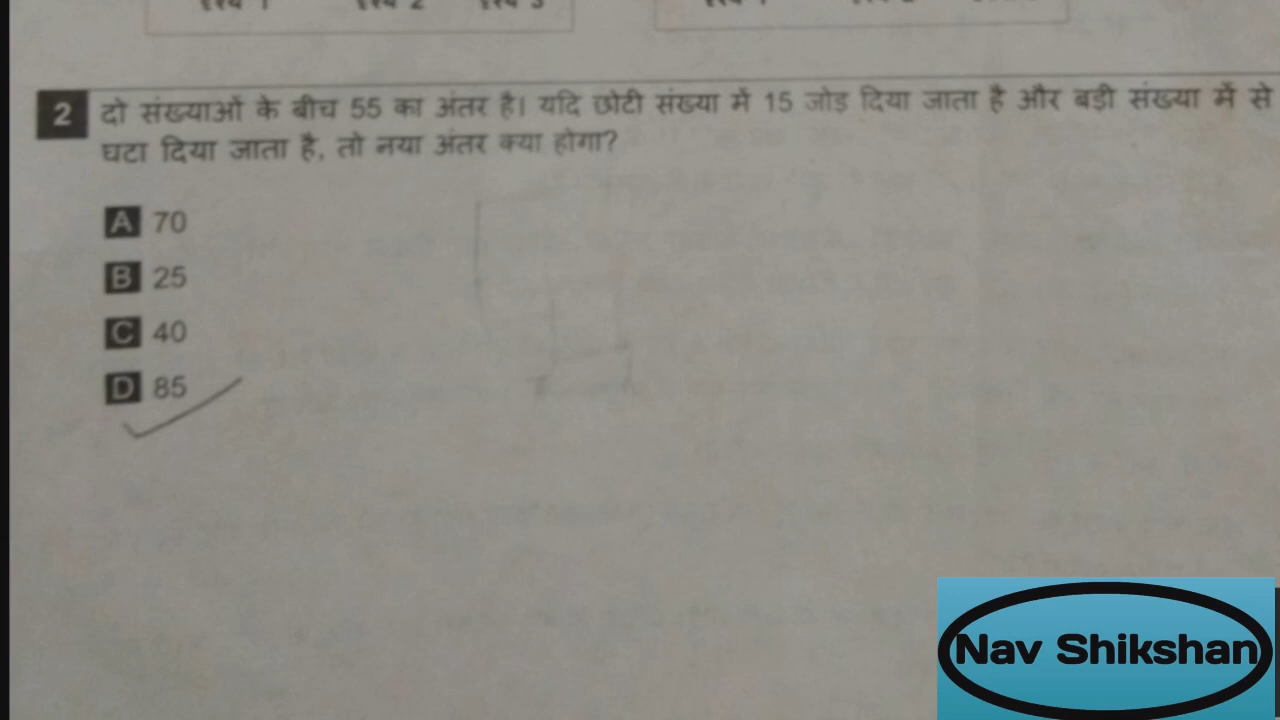 2 दो संख्याओं के बीच 55 का अंतर है। यदि छोटी संख्या में 15 जोड़ दिया जाता है और बड़ी संख्या में से
घटा दिया जाता है, तो नया अंतर क्या होगा?
A 70
B 25
C 40
D 85
Nav Shikshan